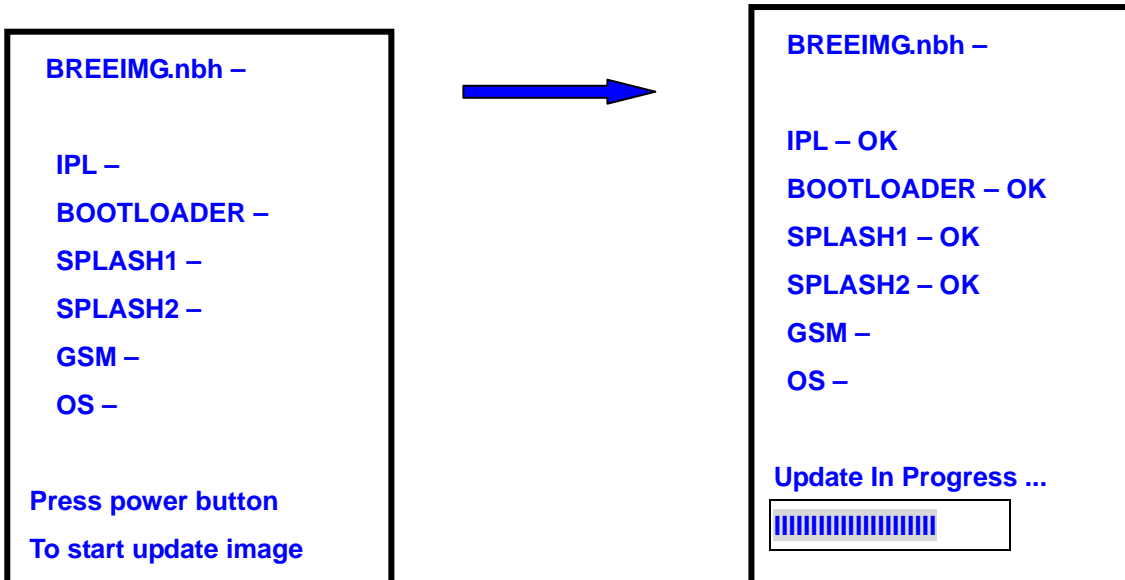 BREEIMG.nbh –
IPL –
BOOTLOADER –
SPLASH1 –
SPLASH2 –
GSM –
OS –
Press power button
To start update image
BREEIMG.nbh –
IPL – OK
BOOTLOADER – OK
SPLASH1 – OK
SPLASH2 – OK
GSM –
OS –
Update In Progress ...